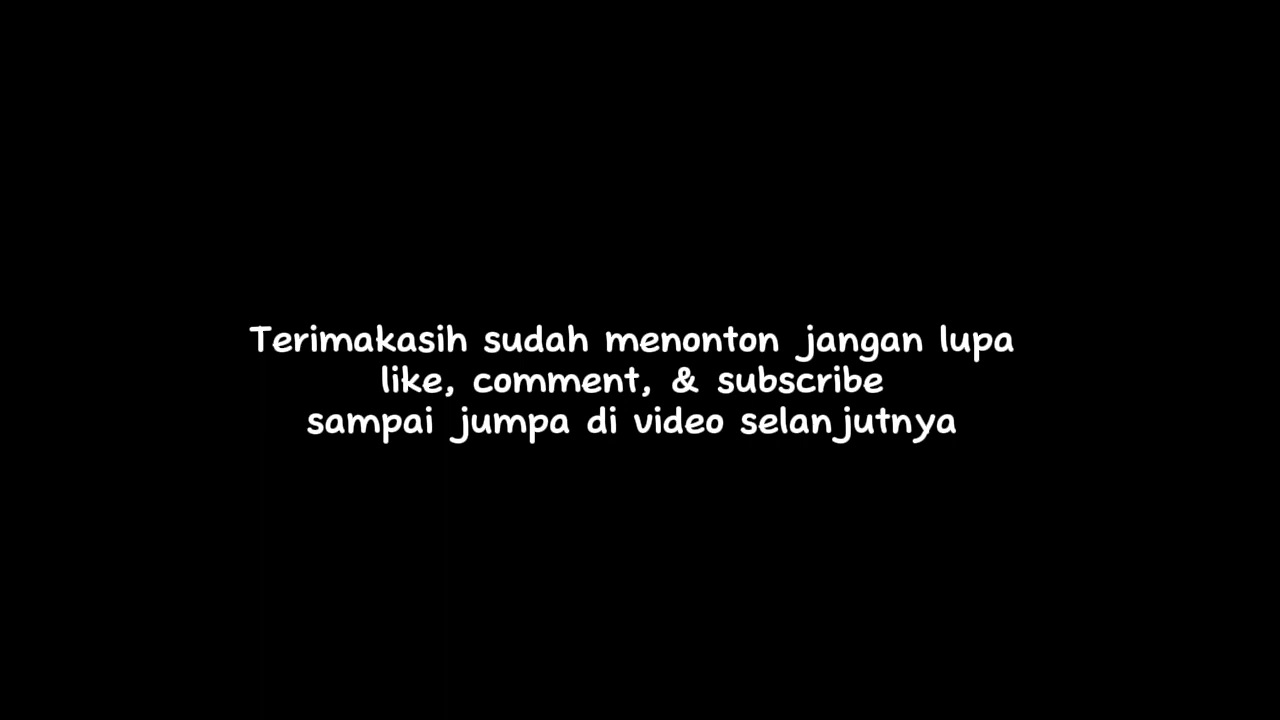 Terimakasih sudah menonton jangan lupa
like, comment, & subscribe
sampai jumpa di video selanjutnya